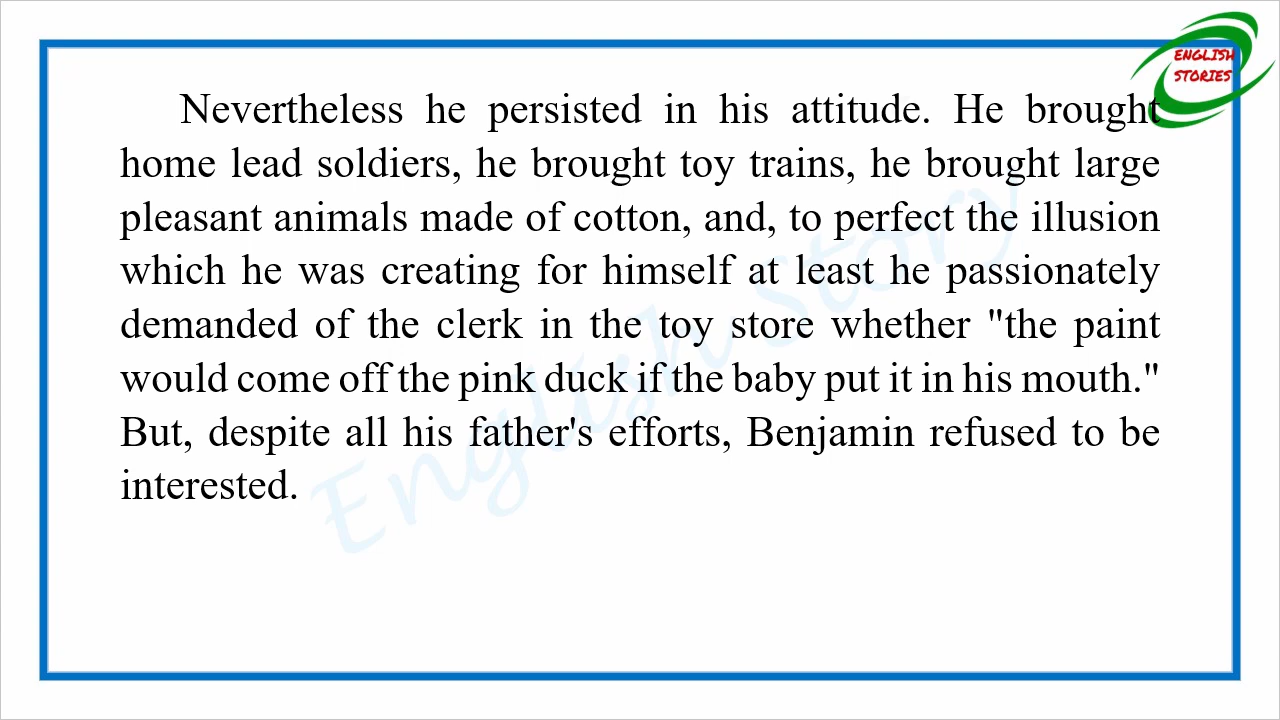 ENGLISH
STORIES
Nevertheless he persisted in his attitude. He brought
home lead soldiers, he brought toy trains, he brought large
pleasant animals made of cotton, and, to perfect the illusion
which he was creating for himself at least he passionately
demanded of the clerk in the toy store whether "the paint
would come off the pink duck if the baby put it in his mouth."
But, despite all his father's efforts, Benjamin refused to be
interested.
English Story